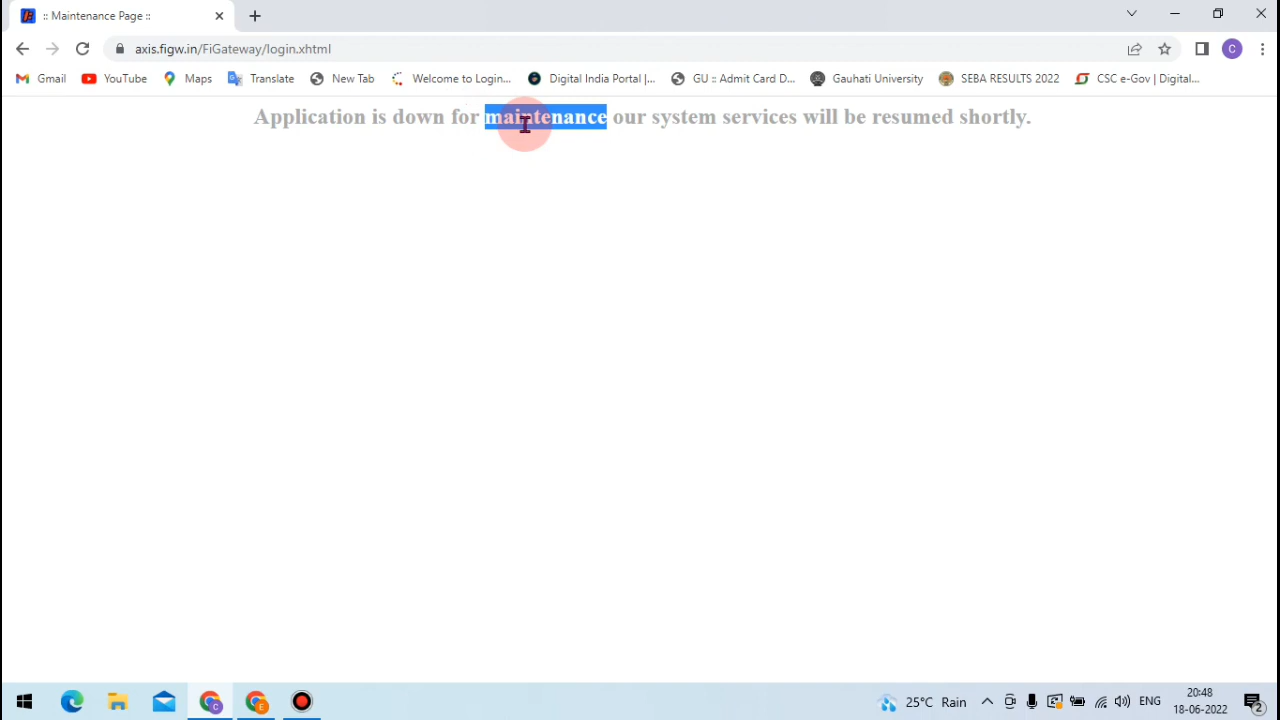 :: Maintenance Page ::
axis.figw.in/FiGateway/login.xhtml
C
Gmail YouTube Maps Translate New Tab Welcome to Login... Digital India Portal |... GU :: Admit Card D... Gauhati University SEBA RESULTS 2022 CSC e-Gov | Digital...
Application is down for maintenance our system services will be resumed shortly.
C E 25°C Rain ENG 20:48
18-06-2022 2